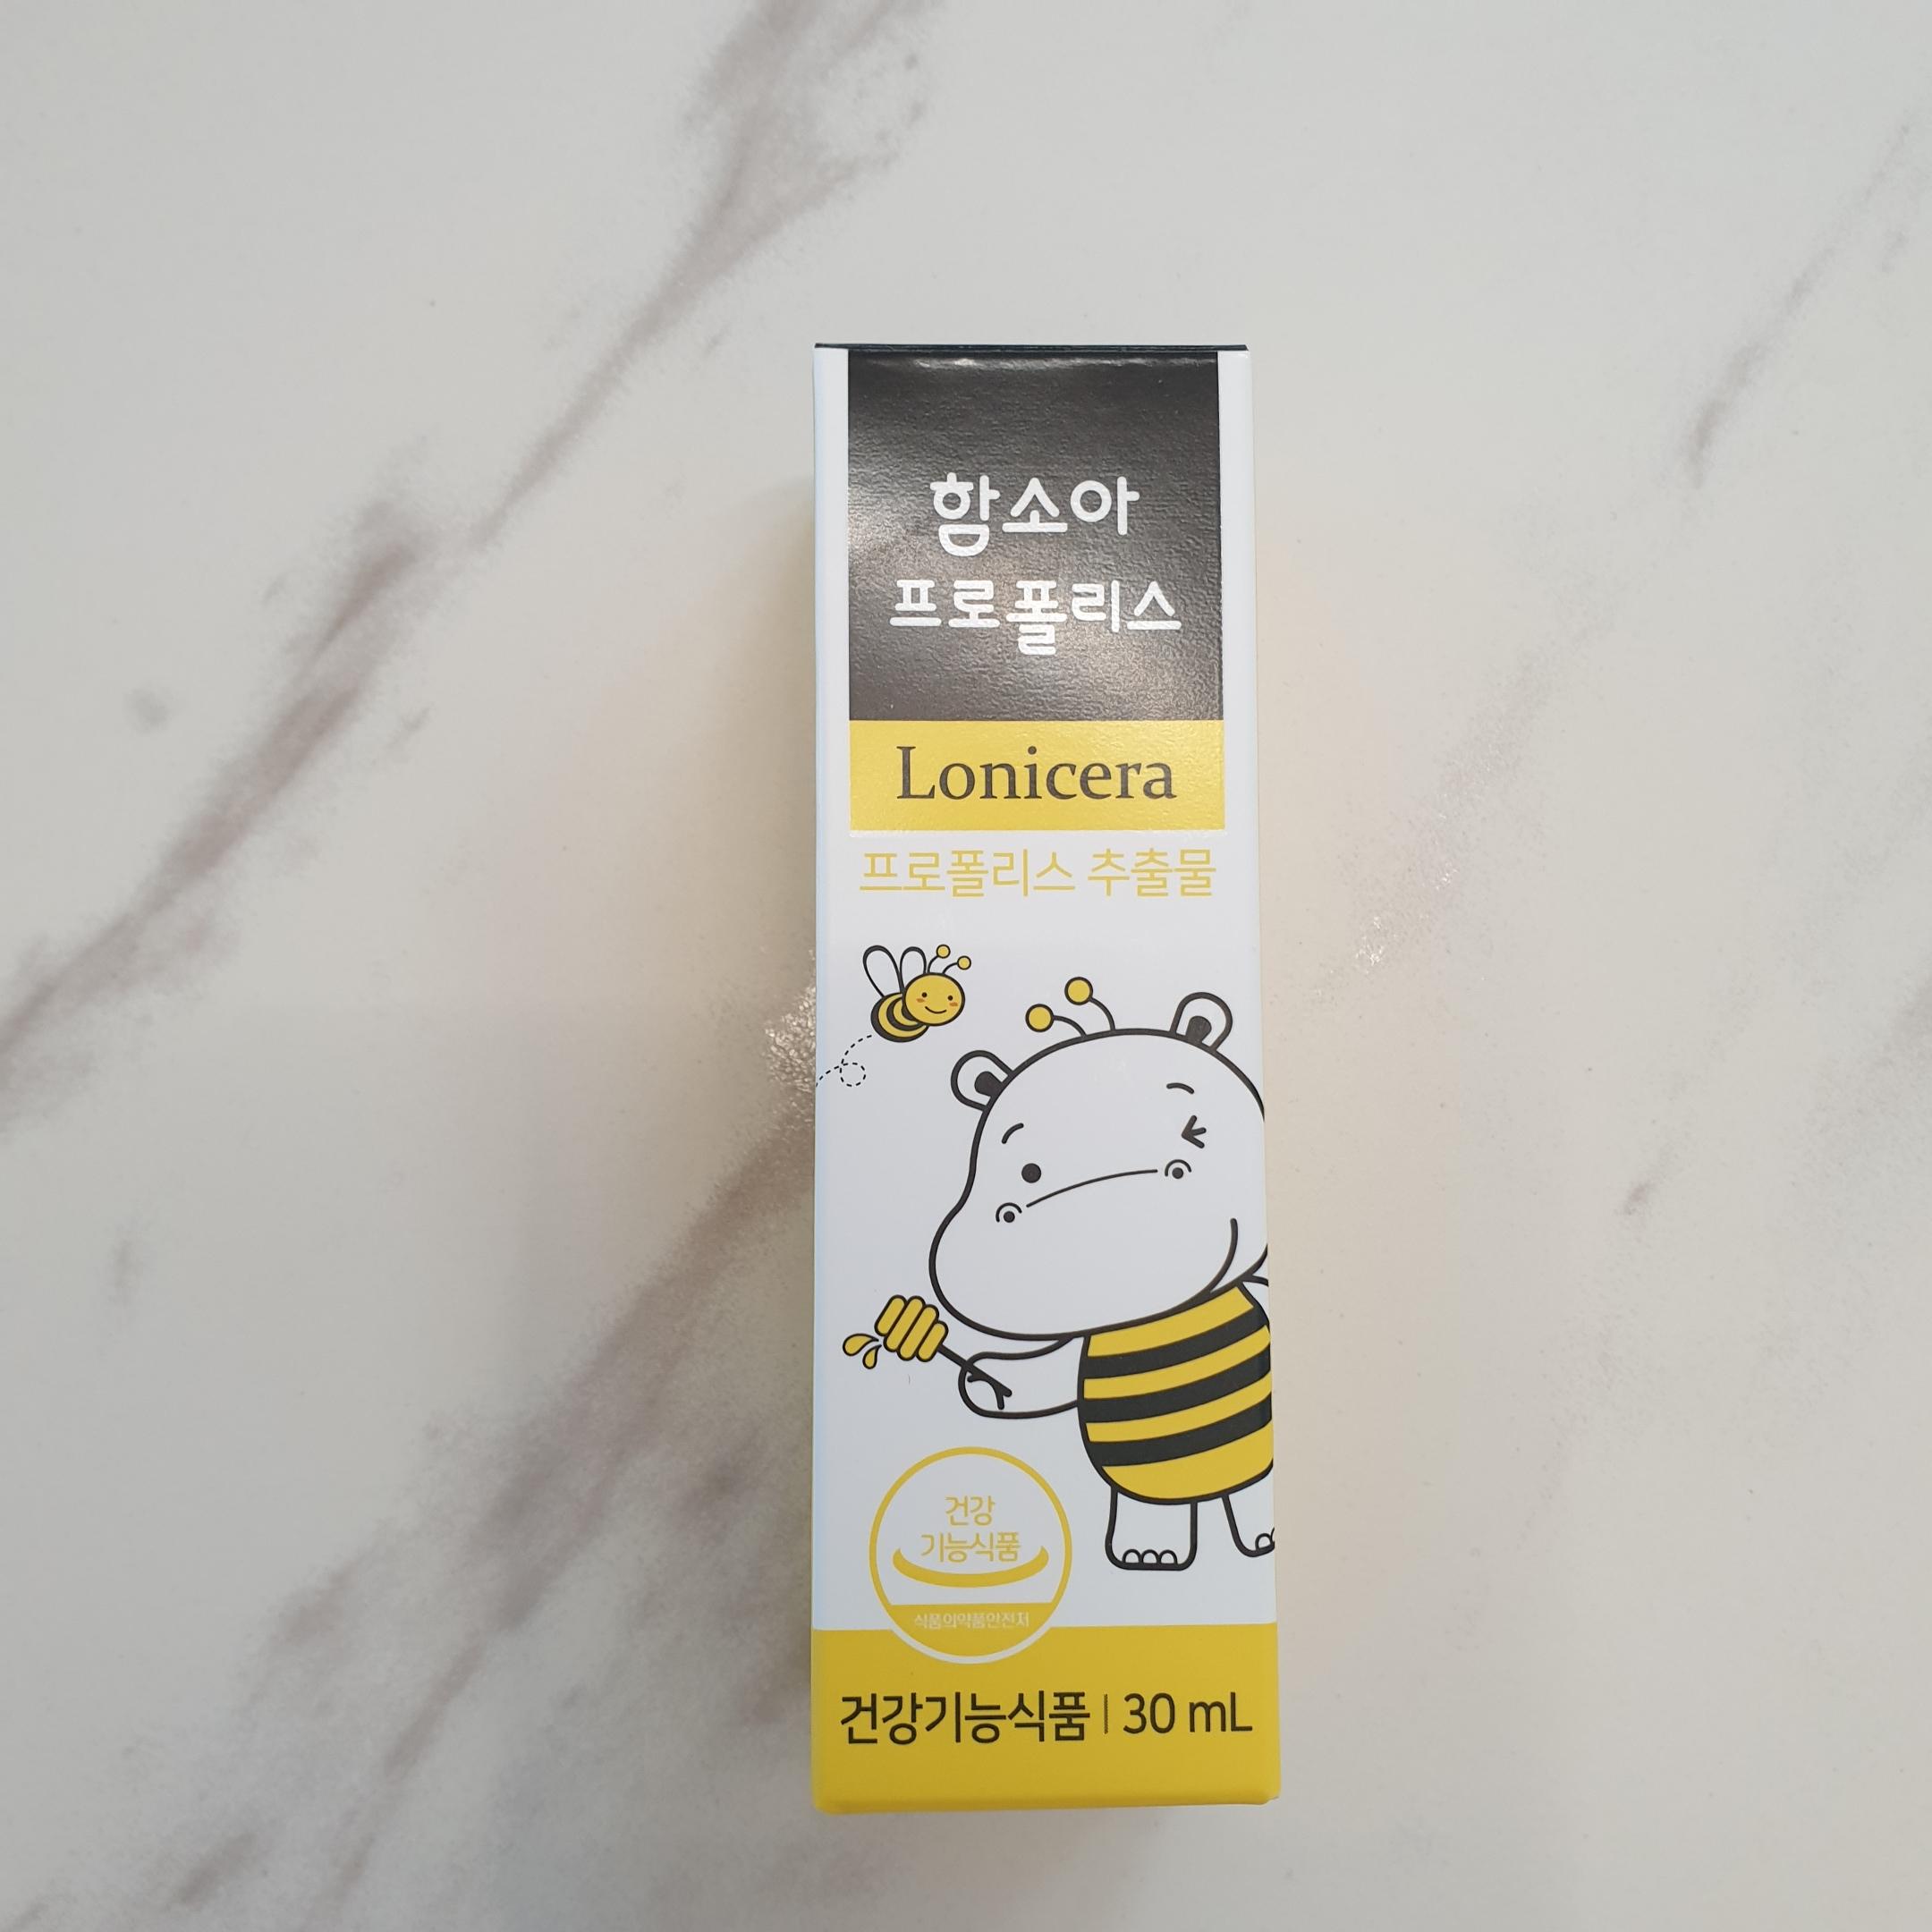 함소아
프로폴리스
Lonicera
프로폴리스 추출물
건강
기능식품
식품의약품안전처
건강기능식품 | 30 mL